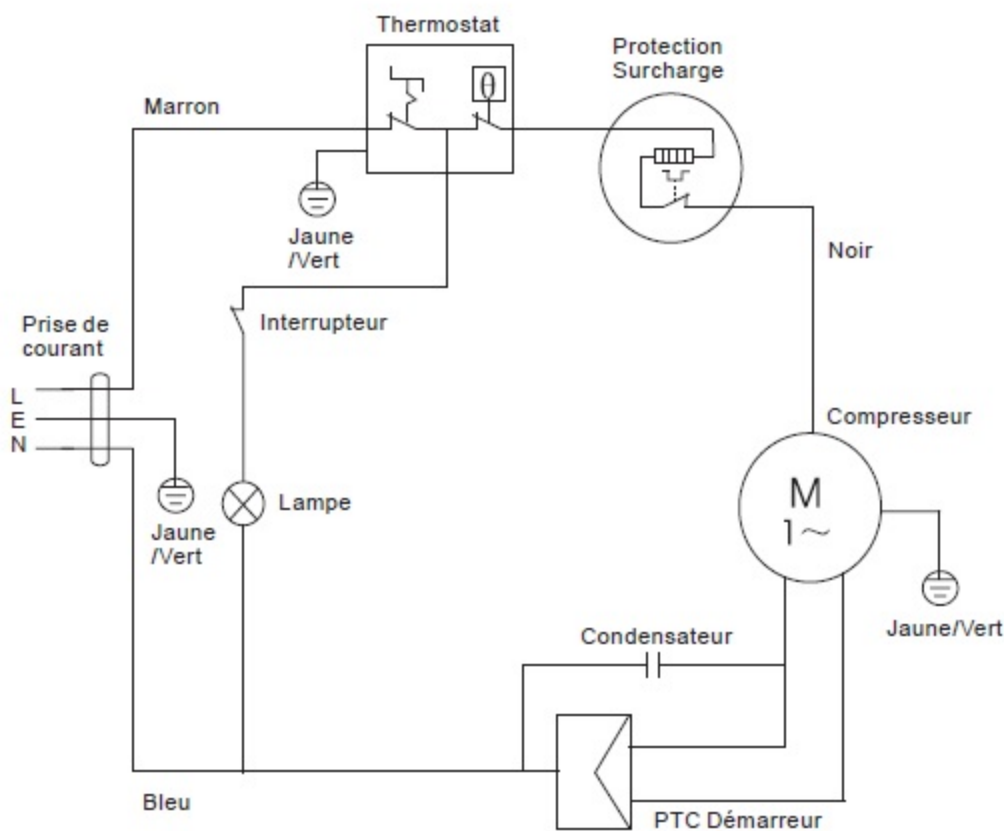 Thermostat
Protection
Surcharge
Marron
θ
Jaune
/Vert
Noir
Prise de
courant
Interrupteur
L
E
N
Compresseur
Lampe
M
1~
Jaune
/Vert
Jaune/Vert
Condensateur
Bleu
PTC Démarreur